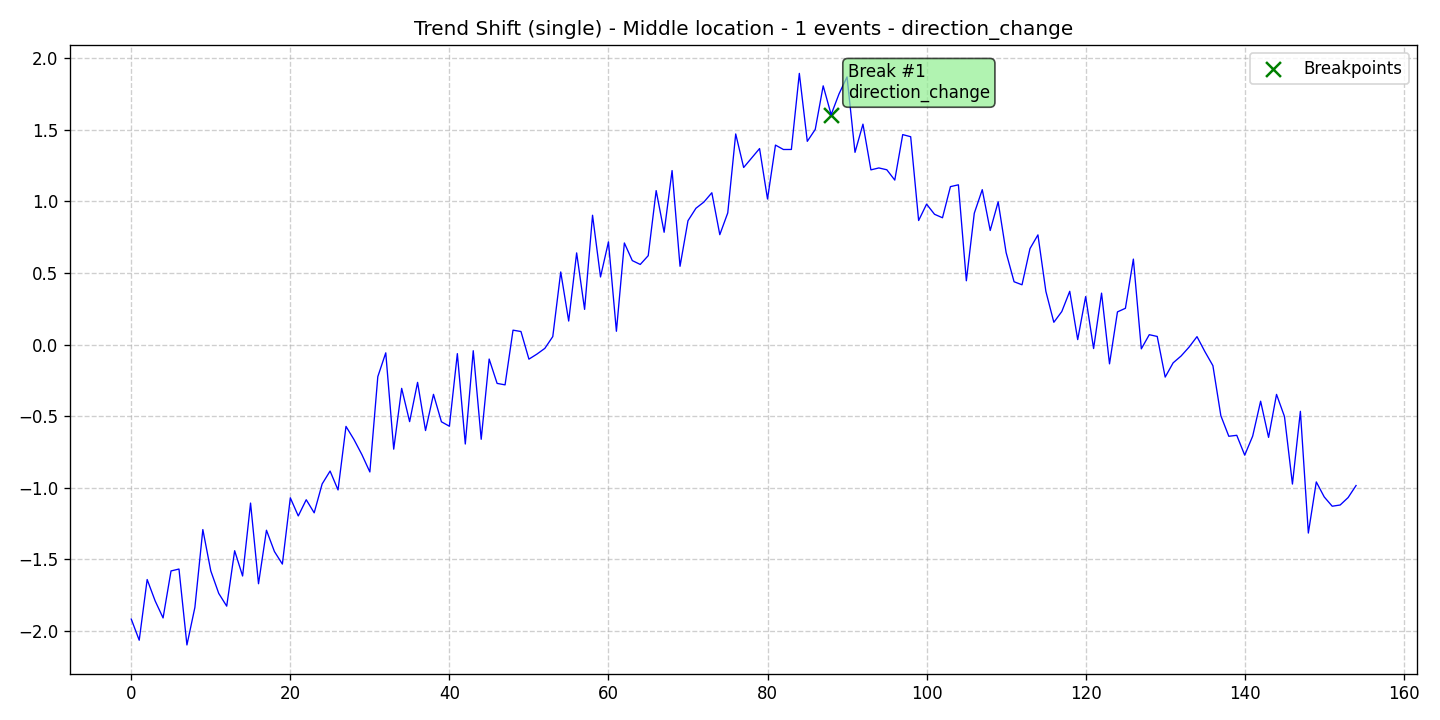 Trend Shift (single) - Middle location - 1 events - direction_change
2.0
1.5
1.0
0.5
0.0
−0.5
−1.0
−1.5
−2.0
Break #1
direction_change
Breakpoints
0 20 40 60 80 100 120 140 160